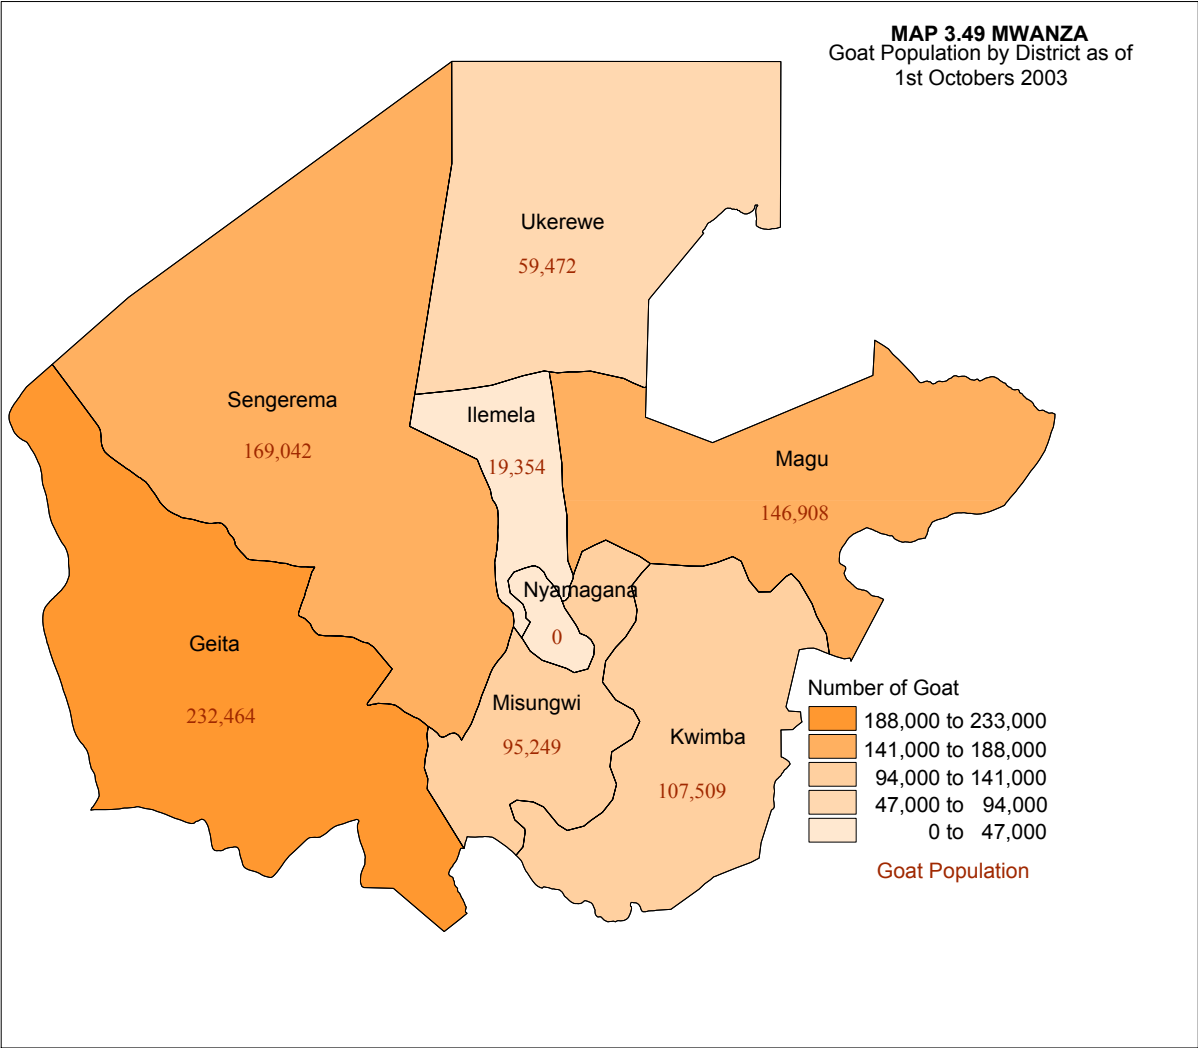 MAP 3.49 MWANZA
Goat Population by District as of
1st Octobers 2003
Ukerewe
59,472
Sengerema
169,042
Ilemela
19,354
Magu
146,908
Nyamagana
0
Geita
232,464
Misungwi
95,249
Kwimba
107,509
Number of Goat
188,000 to 233,000
141,000 to 188,000
94,000 to 141,000
47,000 to 94,000
0 to 47,000
Goat Population